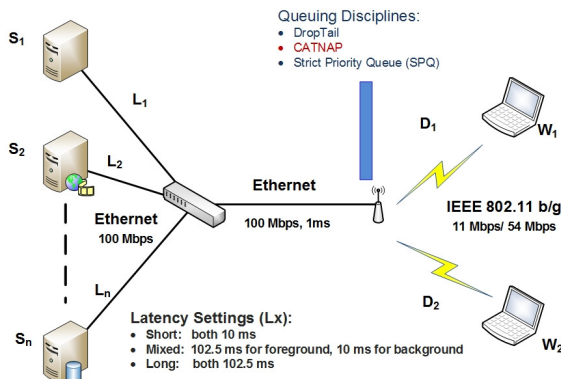 Queuing Disciplines:
• DropTail
• CATNAP
• Strict Priority Queue (SPQ)
S1
L1
D1
W1
S2
L2
Ethernet
100 Mbps
Ethernet
100 Mbps, 1ms
IEEE 802.11 b/g
11 Mbps/ 54 Mbps
Ln
D2
Sn
W2
Latency Settings (Lx):
• Short: both 10 ms
• Mixed: 102.5 ms for foreground, 10 ms for background
• Long: both 102.5 ms